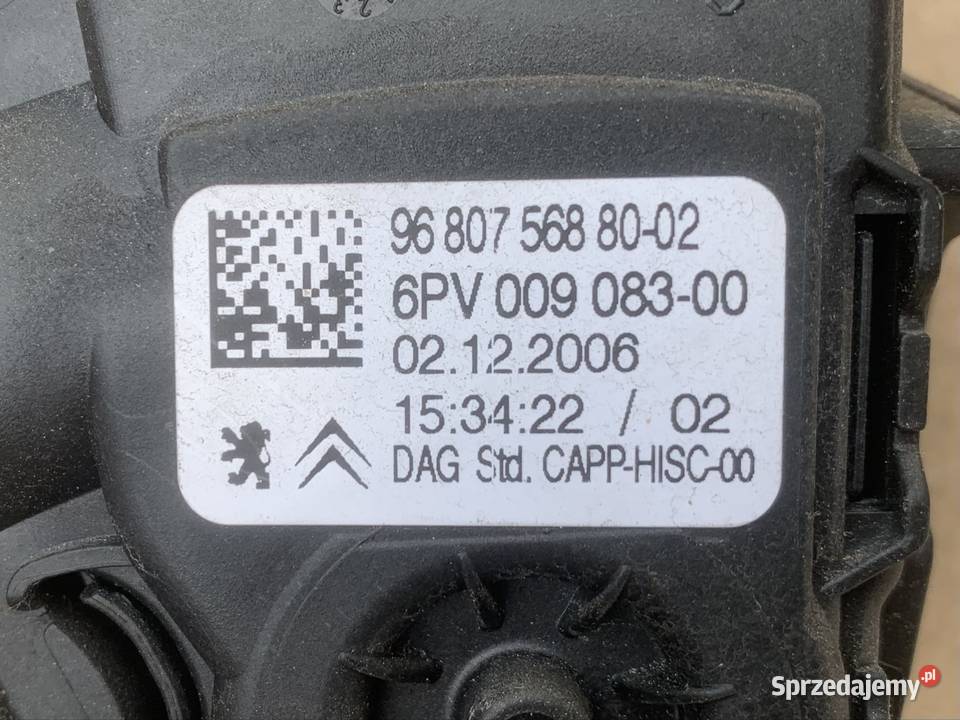 96 807 568 80-02
6PV 009 083-00
02.12.2006
15:34:22 / 02
DAG Std. CAPP-HISC-00
Sprzedajemy.pl